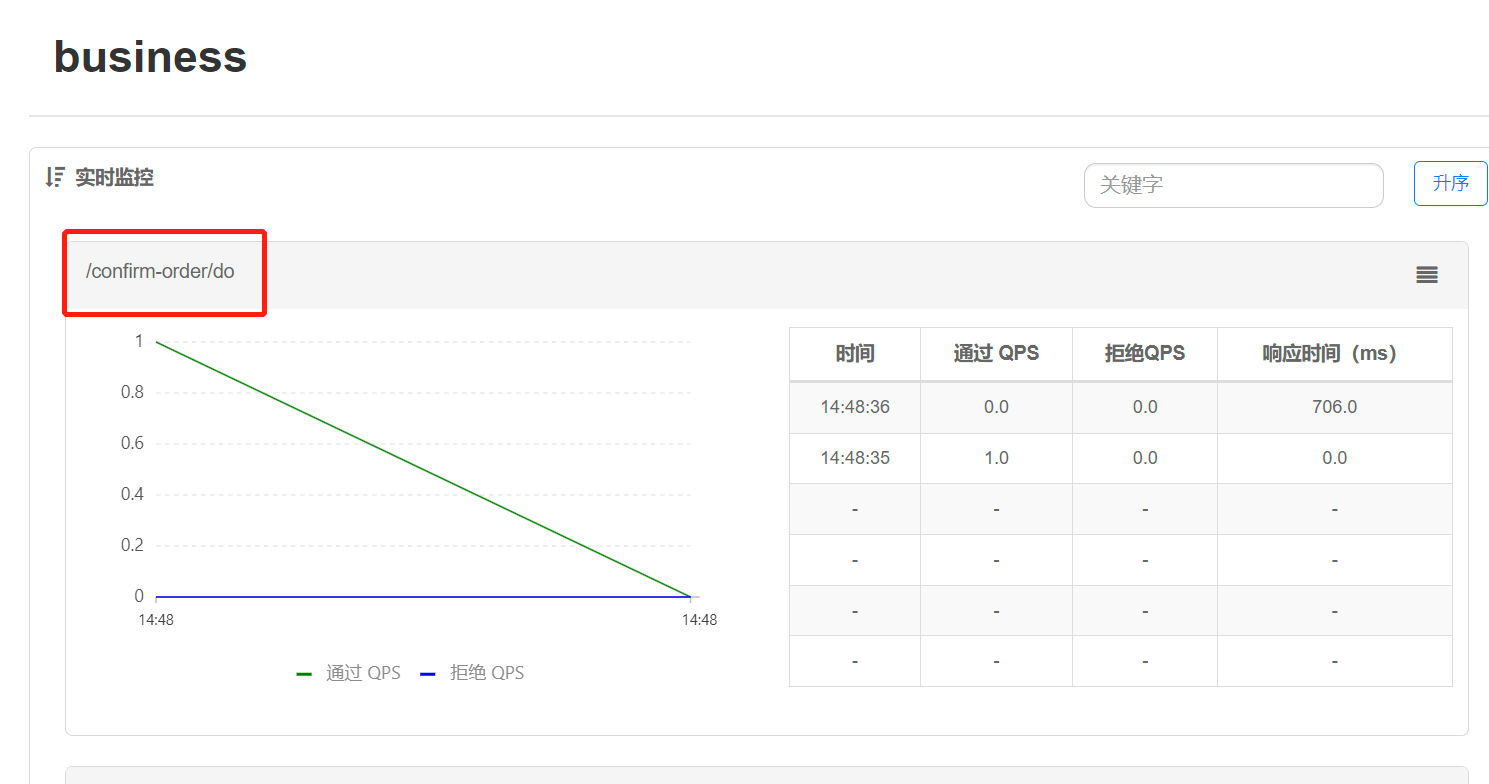 business
实时监控
关键字
升序
/confirm-order/do
1
0.8
0.6
0.4
0.2
0
14:48 14:48
通过 QPS 拒绝 QPS
时间 通过 QPS 拒绝QPS 响应时间（ms）
14:48:36 0.0 0.0 706.0
14:48:35 1.0 0.0 0.0
- - - -
- - - -
- - - -
- - - -